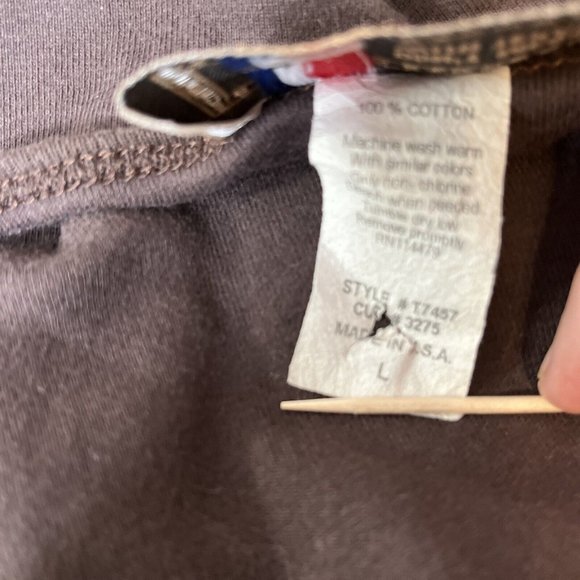 100 % COTTON
Machine wash warm
With similar colors
Only non- chlorine
Bleach when needed.
Tumble dry low
Remove promptly
RN114479
STYLE # T7457
CUT # 3275
MADE IN U.S.A.
L